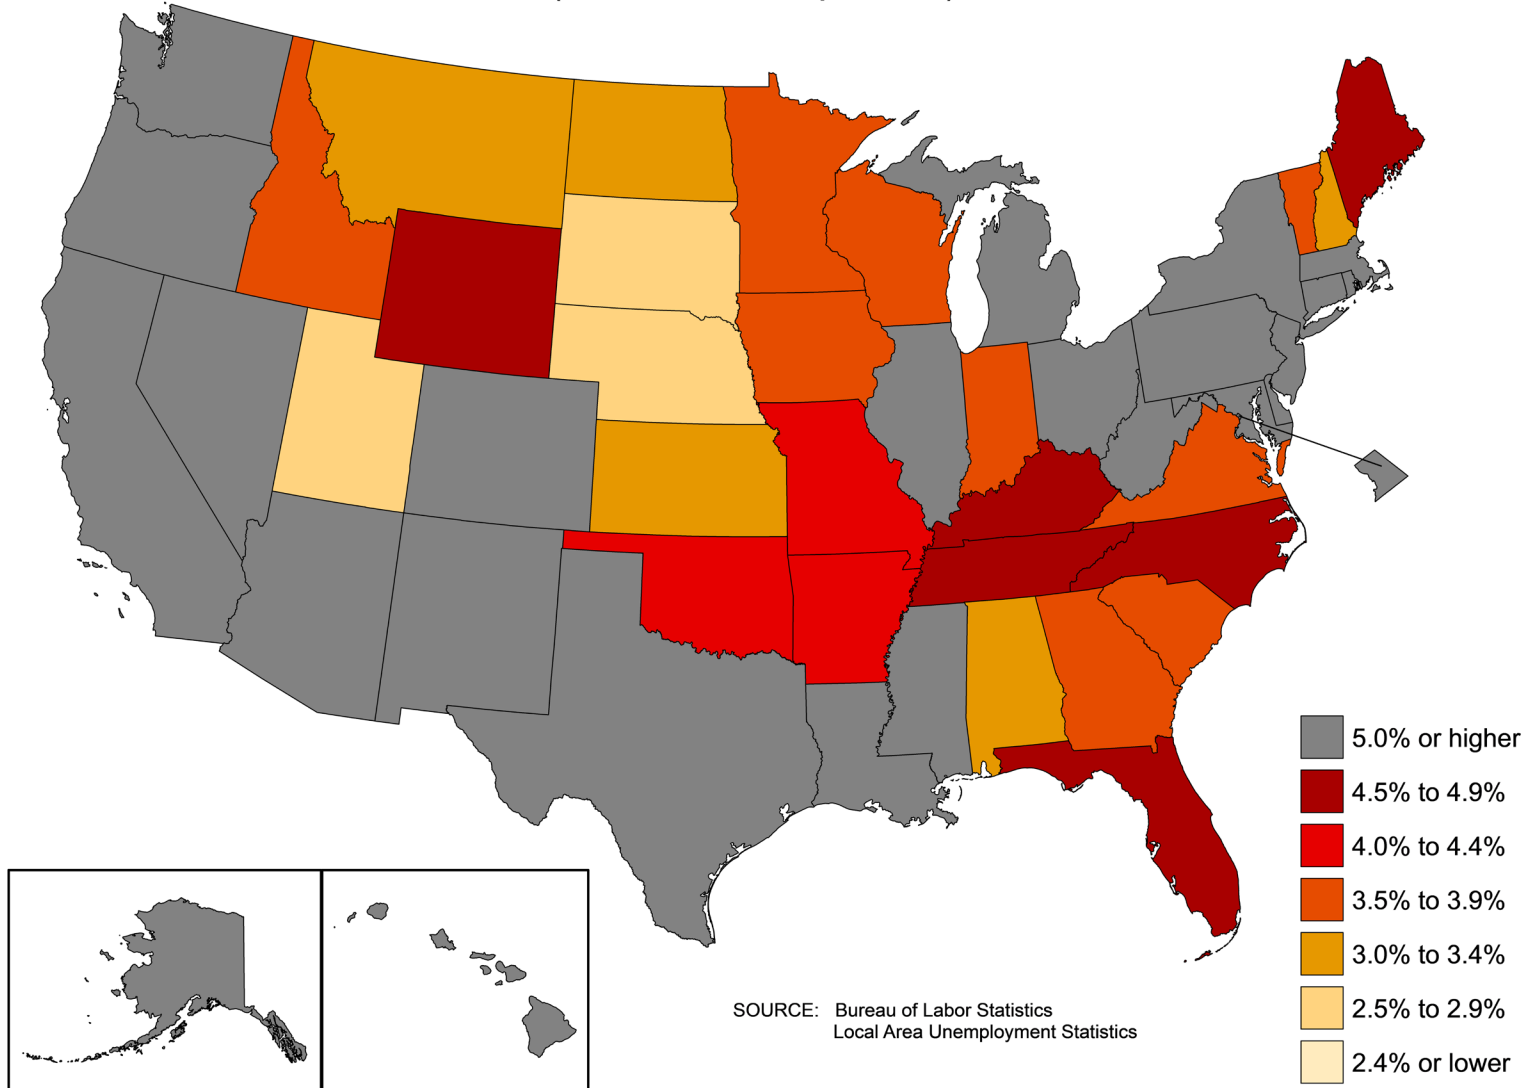 5.0% or higher
4.5% to 4.9%
4.0% to 4.4%
3.5% to 3.9%
3.0% to 3.4%
2.5% to 2.9%
2.4% or lower
SOURCE: Bureau of Labor Statistics
Local Area Unemployment Statistics